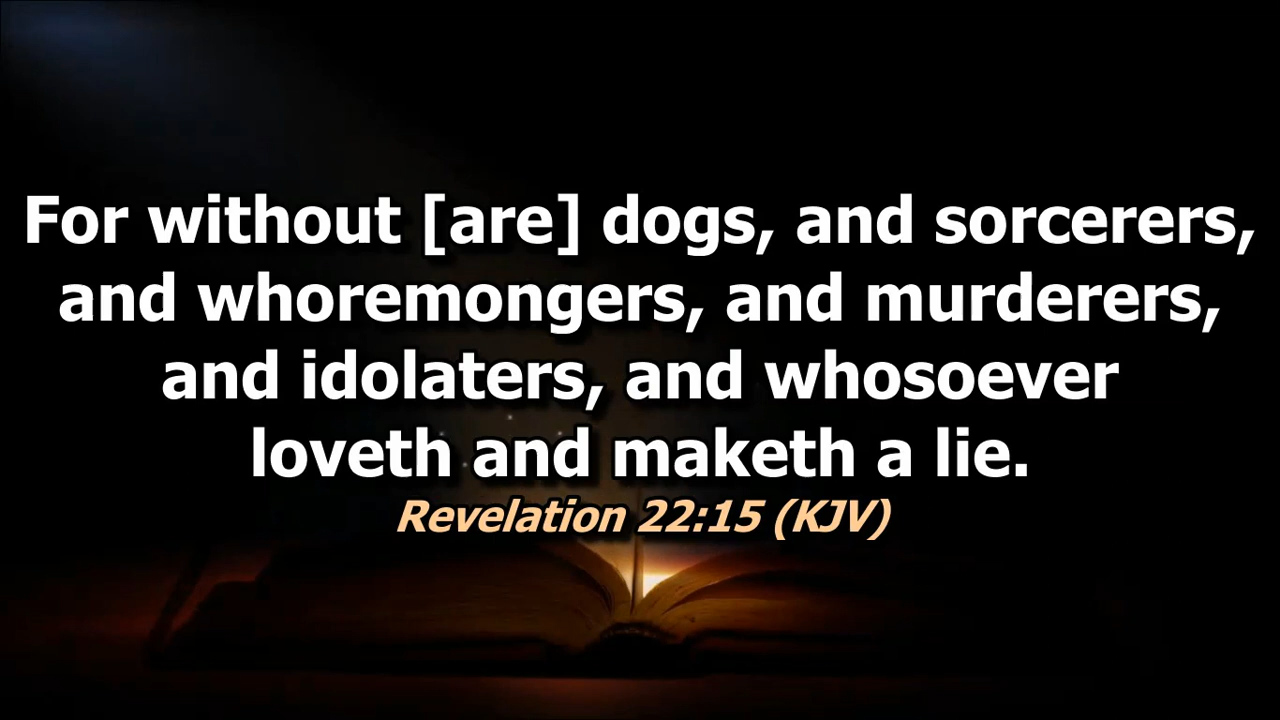 For without [are] dogs, and sorcerers,
and whoremongers, and murderers,
and idolaters, and whosoever
loveth and maketh a lie.
Revelation 22:15 (KJV)